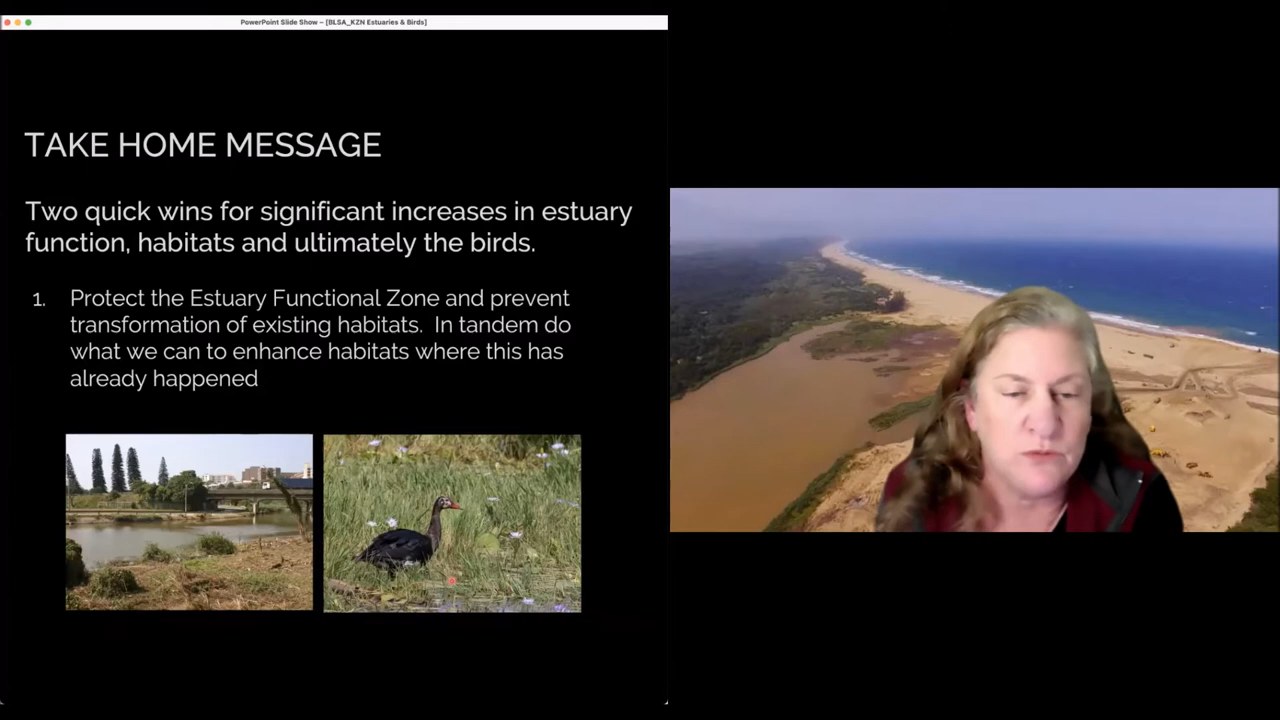 PowerPoint Slide Show – [BLSA_KZN Estuaries & Birds]
TAKE HOME MESSAGE
Two quick wins for significant increases in estuary
function, habitats and ultimately the birds.
1. Protect the Estuary Functional Zone and prevent
transformation of existing habitats. In tandem do
what we can to enhance habitats where this has
already happened